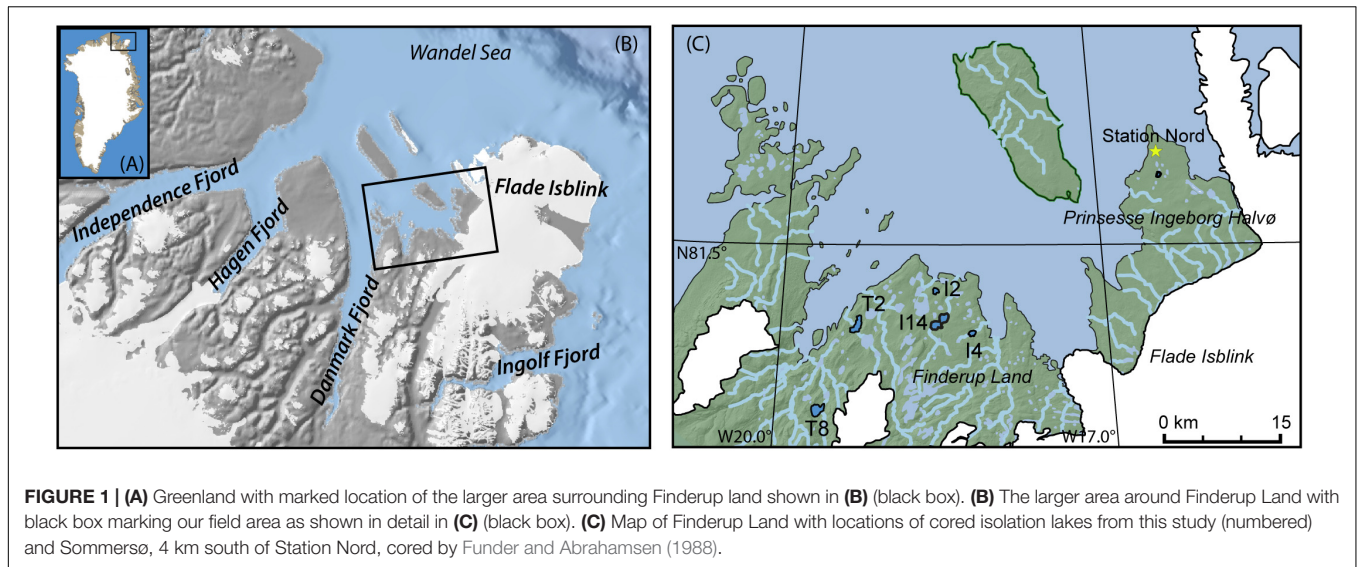 (A)
(B)
Wandel Sea
Independence Fjord
Hagen Fjord
Danmark Fjord
Flade Isblink
Ingolf Fjord
(C)
Station Nord
Prinsesse Ingeborg Halvø
N81.5°
I2
T2
I14
I4
Flade Isblink
Finderup Land
T8
W20.0°
W17.0°
0 km 15
FIGURE 1 | (A) Greenland with marked location of the larger area surrounding Finderup land shown in (B) (black box). (B) The larger area around Finderup Land with
black box marking our field area as shown in detail in (C) (black box). (C) Map of Finderup Land with locations of cored isolation lakes from this study (numbered)
and Sommersø, 4 km south of Station Nord, cored by Funder and Abrahamsen (1988).